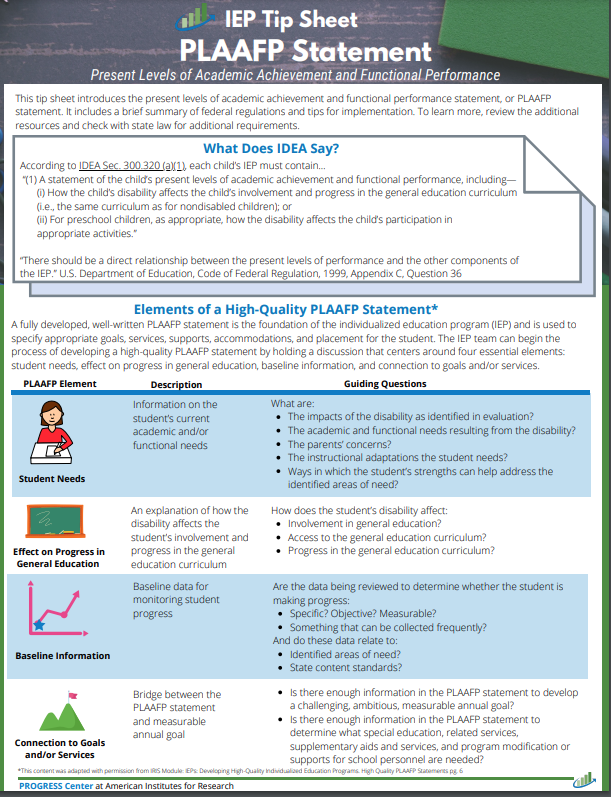 IEP Tip Sheet
PLAAFP Statement
Present Levels of Academic Achievement and Functional Performance
This tip sheet introduces the present levels of academic achievement and functional performance statement, or PLAAFP
statement. It includes a brief summary of federal regulations and tips for implementation. To learn more, review the additional
resources and check with state law for additional requirements.
What Does IDEA Say?
According to IDEA Sec. 300.320 (a)(1), each child's IEP must contain...
"(1) A statement of the child's present levels of academic achievement and functional performance, including—
(i) How the child's disability affects the child's involvement and progress in the general education curriculum
(i.e., the same curriculum as for nondisabled children); or
(ii) For preschool children, as appropriate, how the disability affects the child's participation in
appropriate activities."
"There should be a direct relationship between the present levels of performance and the other components of
the IEP." U.S. Department of Education, Code of Federal Regulation, 1999, Appendix C, Question 36
Elements of a High-Quality PLAAFP Statement*
A fully developed, well-written PLAAFP statement is the foundation of the individualized education program (IEP) and is used to
specify appropriate goals, services, supports, accommodations, and placement for the student. The IEP team can begin the
process of developing a high-quality PLAAFP statement by holding a discussion that centers around four essential elements:
student needs, effect on progress in general education, baseline information, and connection to goals and/or services.
PLAAFP Element Description Guiding Questions
Student Needs
Information on the
student's current
academic and/or
functional needs
What are:
• The impacts of the disability as identified in evaluation?
• The academic and functional needs resulting from the disability?
• The parents' concerns?
• The instructional adaptations the student needs?
• Ways in which the student's strengths can help address the
identified areas of need?
Effect on Progress in
General Education
An explanation of how the
disability affects the
student's involvement and
progress in the general
education curriculum
How does the student's disability affect:
• Involvement in general education?
• Access to the general education curriculum?
• Progress in the general education curriculum?
Baseline Information
Baseline data for
monitoring student
progress
Are the data being reviewed to determine whether the student is
making progress:
• Specific? Objective? Measurable?
• Something that can be collected frequently?
And do these data relate to:
• Identified areas of need?
• State content standards?
Connection to Goals
and/or Services
Bridge between the
PLAAFP statement
and measurable
annual goal
• Is there enough information in the PLAAFP statement to develop
a challenging, ambitious, measurable annual goal?
• Is there enough information in the PLAAFP statement to
determine what special education, related services,
supplementary aids and services, and program modification or
supports for school personnel are needed?
*This content was adapted with permission from IRIS Module: IEPs: Developing High-Quality Individualized Education Programs. High Quality PLAAFP Statements pg. 6
PROGRESS Center at American Institutes for Research